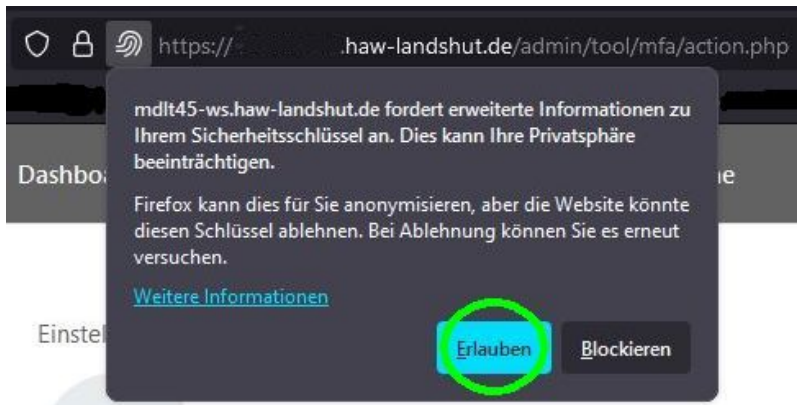 https:// .haw-landshut.de/admin/tool/mfa/action.php
mdlt45-ws.haw-landshut.de fordert erweiterte Informationen zu
Ihrem Sicherheitsschlüssel an. Dies kann Ihre Privatsphäre
beeinträchtigen.
Dashboa
Firefox kann dies für Sie anonymisieren, aber die Website könnte
diesen Schlüssel ablehnen. Bei Ablehnung können Sie es erneut
versuchen.
Weitere Informationen
Einstel
Erlauben Blockieren